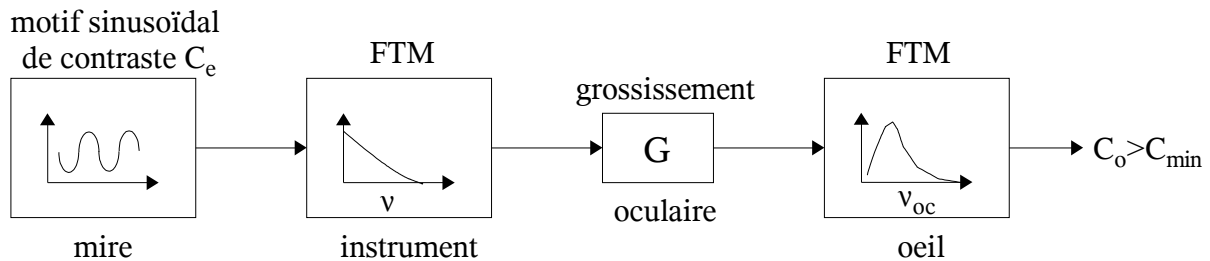 motif sinusoïdal
de contraste Ce
FTM
grossissement
FTM
G
Co>Cmin
ν
νoc
mire
instrument
oculaire
oeil